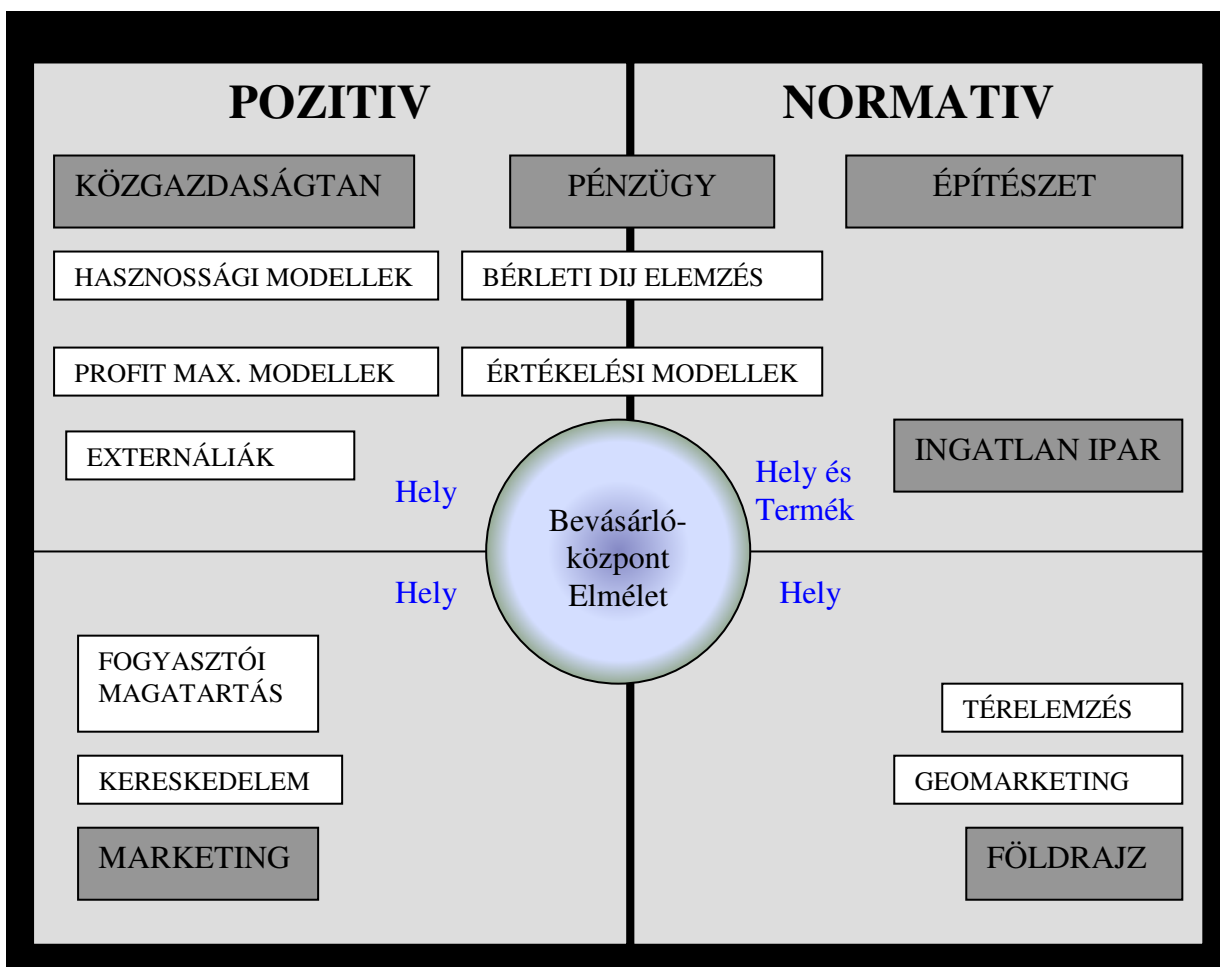 POZITIV
NORMATIV
KÖZGAZDASÁGTAN
PÉNZÜGY
ÉPÍTÉSZET
HASZNOSSÁGI MODELLEK
BÉRLETI DIJ ELEMZÉS
PROFIT MAX. MODELLEK
ÉRTÉKELÉSI MODELLEK
EXTERNÁLIÁK
INGATLAN IPAR
Hely
Hely és
Termék
Bevásárló-
központ
Elmélet
Hely
Hely
FOGYASZTÓI
MAGATARTÁS
TÉRELEMZÉS
KERESKEDELEM
GEOMARKETING
MARKETING
FÖLDRAJZ